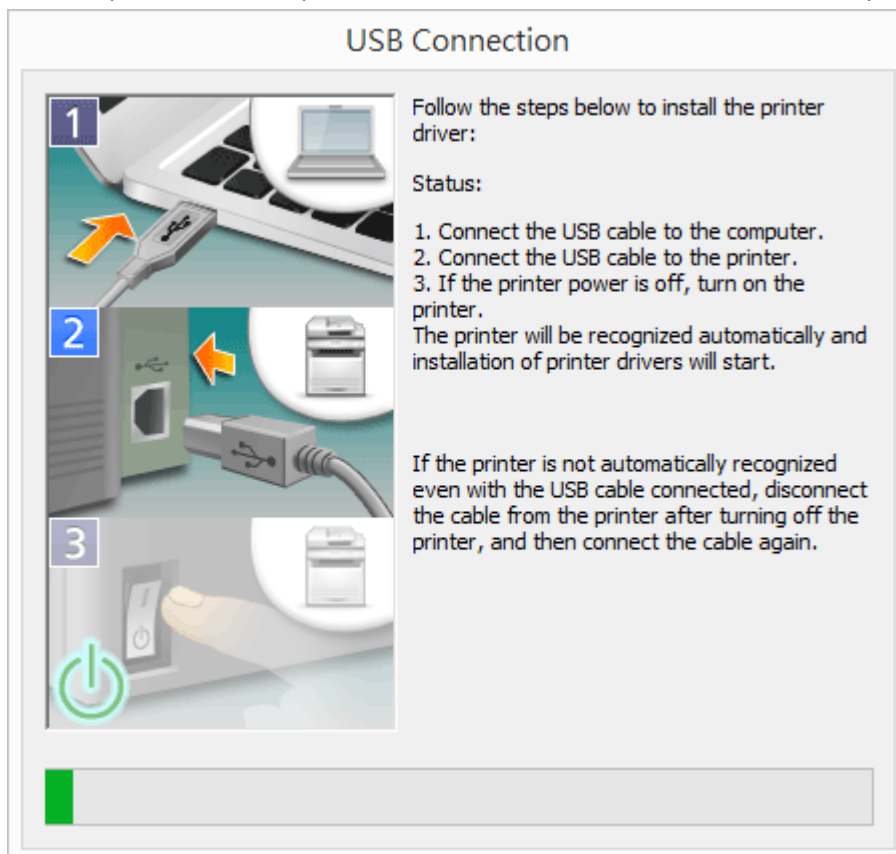 USB Connection
1
Follow the steps below to install the printer
driver:
Status:
1. Connect the USB cable to the computer.
2. Connect the USB cable to the printer.
3. If the printer power is off, turn on the
printer.
The printer will be recognized automatically and
installation of printer drivers will start.
2
If the printer is not automatically recognized
even with the USB cable connected, disconnect
the cable from the printer after turning off the
printer, and then connect the cable again.
3